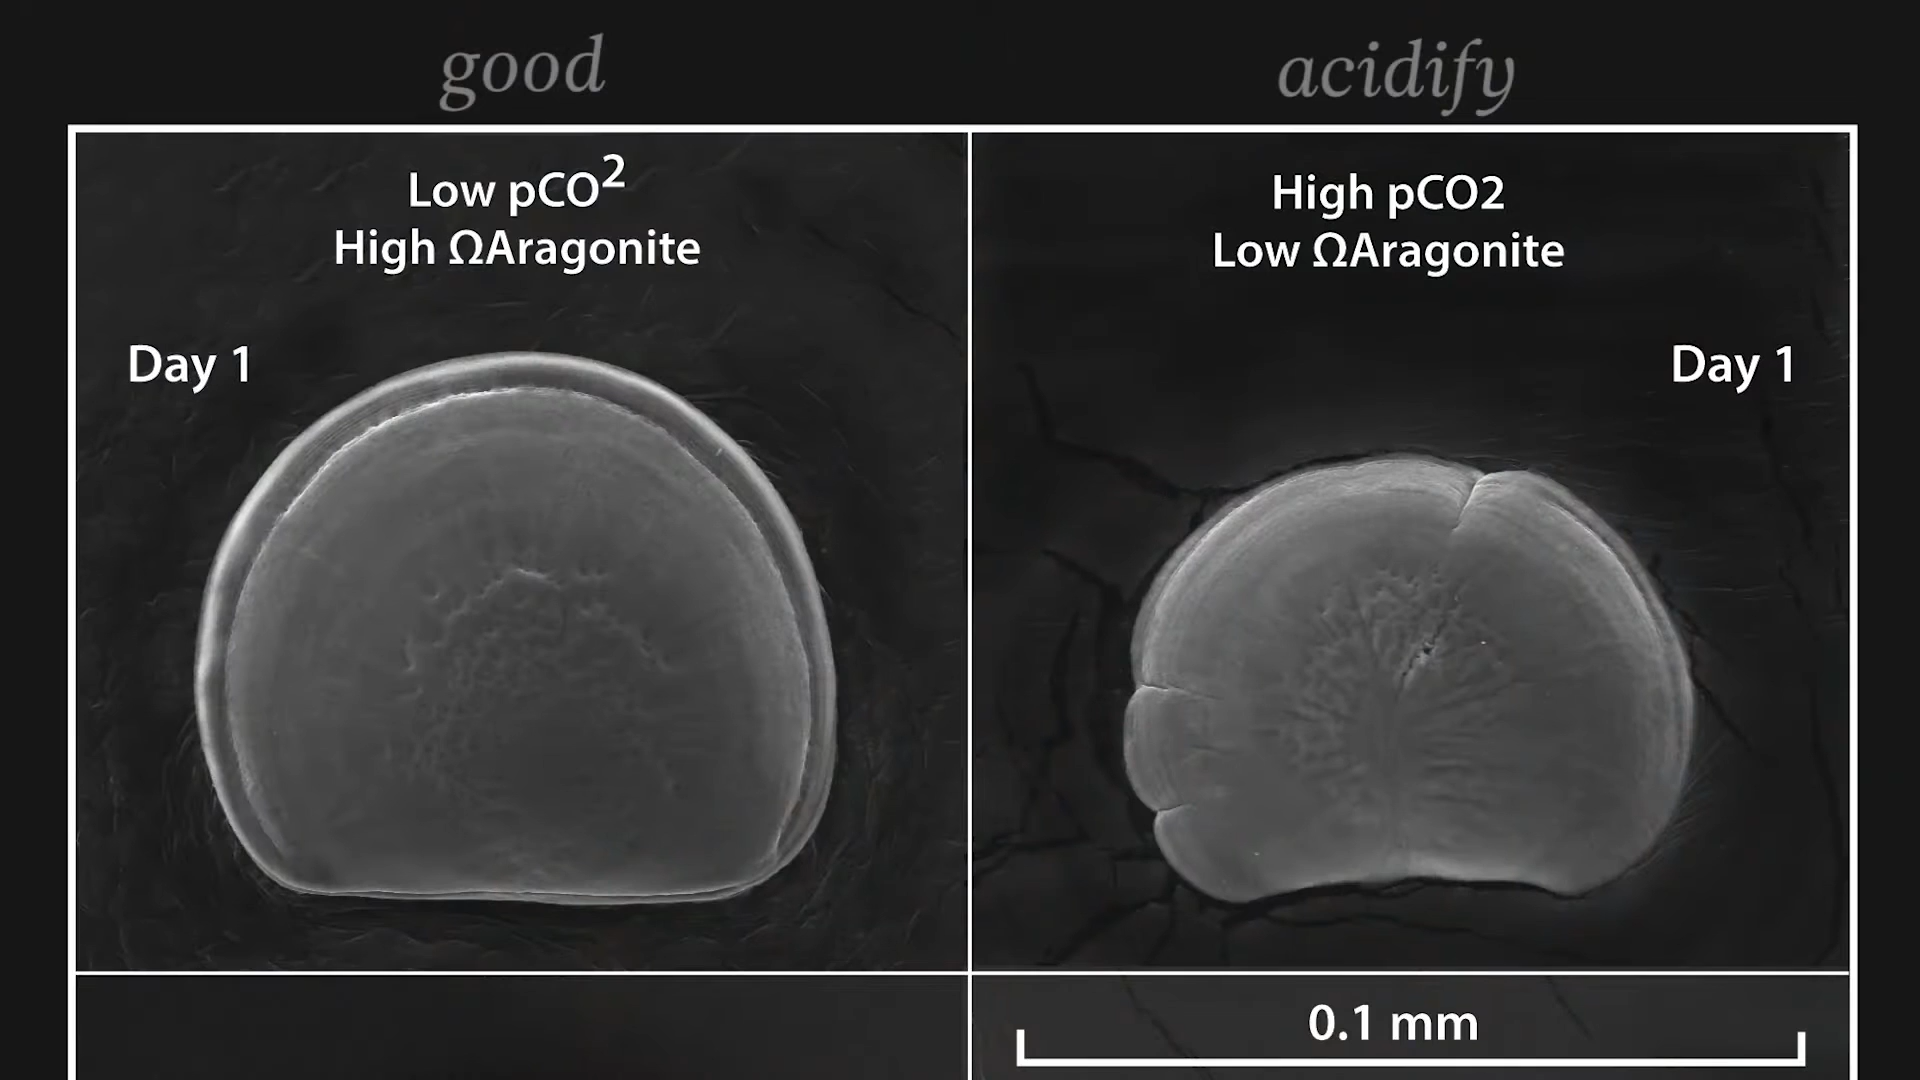 good
acidify
Low pCO²
High ΩAragonite
Day 1
High pCO2
Low ΩAragonite
Day 1
0.1 mm